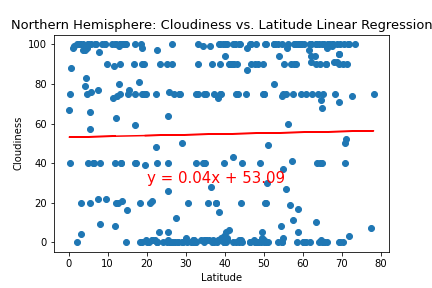 Northern Hemisphere: Cloudiness vs. Latitude Linear Regression
100
80
60
40
20
0
Cloudiness
y = 0.04x + 53.09
0 10 20 30 40 50 60 70 80
Latitude